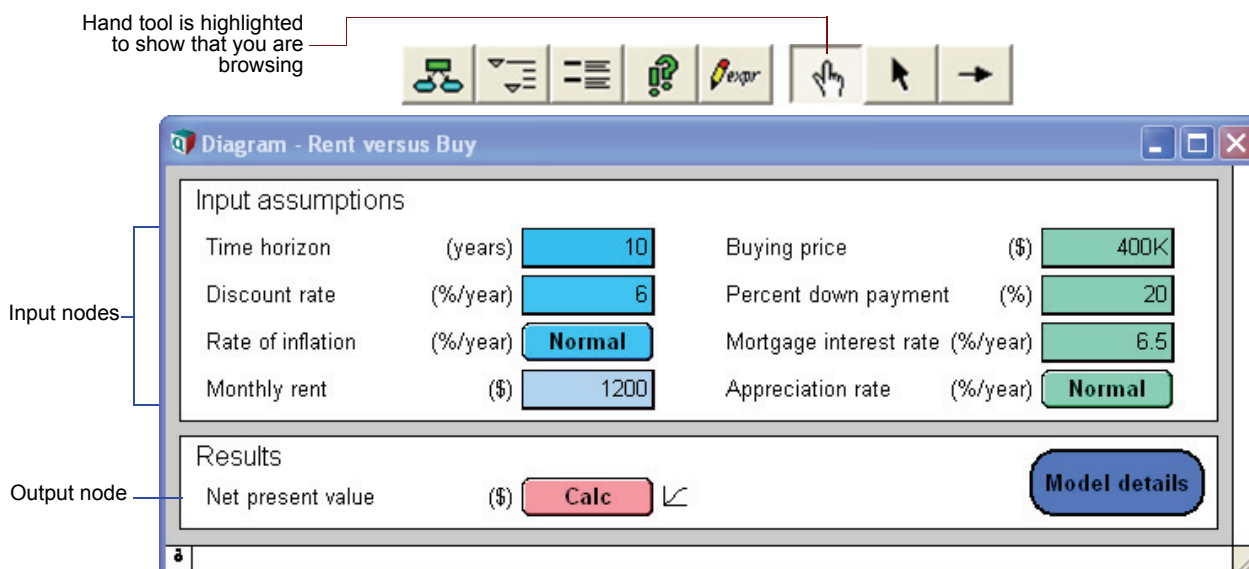 Hand tool is highlighted
to show that you are
browsing
expr
Diagram - Rent versus Buy
Input assumptions
Time horizon (years) 10 Buying price ($) 400K
Discount rate (%/year) 6 Percent down payment (%) 20
Input nodes
Rate of inflation (%/year) Normal Mortgage interest rate (%/year) 6.5
Monthly rent ($) 1200 Appreciation rate (%/year) Normal
Results
Model details
Output node
Net present value ($) Calc